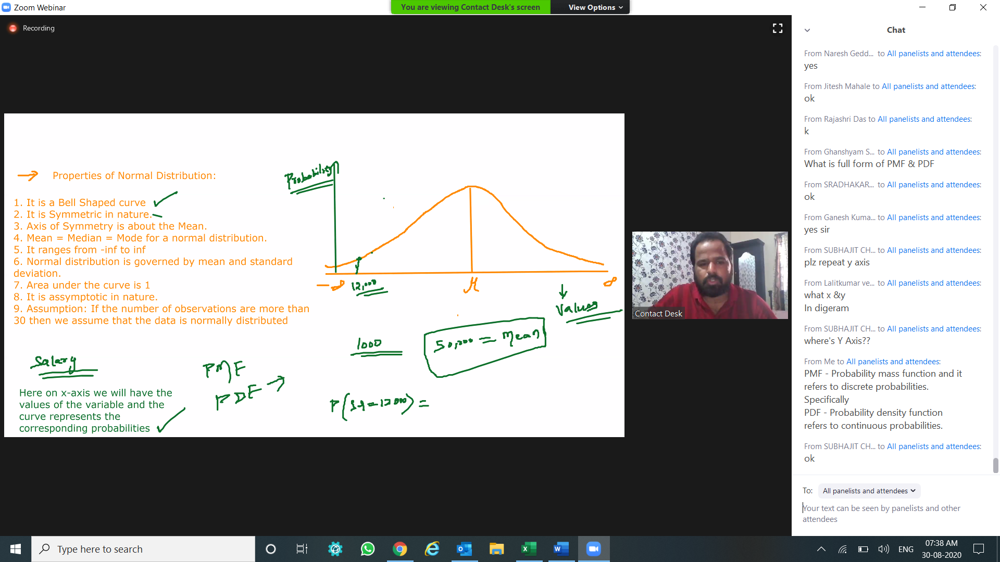 Zoom Webinar
You are viewing Contact Desk's screen
View Options
Recording
Properties of Normal Distribution:
1. It is a Bell Shaped curve
2. It is Symmetric in nature.
3. Axis of Symmetry is about the Mean.
4. Mean = Median = Mode for a normal distribution.
5. It ranges from -inf to inf
6. Normal distribution is governed by mean and standard
deviation.
7. Area under the curve is 1
8. It is assymptotic in nature.
9. Assumption: If the number of observations are more than
30 then we assume that the data is normally distributed
Probability
-∞
12,000
μ
∞
Values
1000
50,000 = Mean
Salary
PMF
PDF
Here on x-axis we will have the
values of the variable and the
curve represents the
corresponding probabilities
Contact Desk
Chat
From Naresh Gedd... to All panelists and attendees:
yes
From Jitesh Mahale to All panelists and attendees:
ok
From Rajashri Das to All panelists and attendees:
k
From Ghanshyam S... to All panelists and attendees:
What is full form of PMF & PDF
From SRADHAKAR... to All panelists and attendees:
ok
From Ganesh Kuma... to All panelists and attendees:
yes sir
From SUBHAJIT CH... to All panelists and attendees:
plz repeat y axis
From Lalitkumar ve... to All panelists and attendees:
what x &y
In digeram
From SUBHAJIT CH... to All panelists and attendees:
where's Y Axis??
From Me to All panelists and attendees:
PMF - Probability mass function and it
refers to discrete probabilities.
Specifically
PDF - Probability density function
refers to continuous probabilities.
From SUBHAJIT CH... to All panelists and attendees:
ok
To: All panelists and attendees
Your text can be seen by panelists and other
attendees
Type here to search
ENG
07:38 AM
30-08-2020